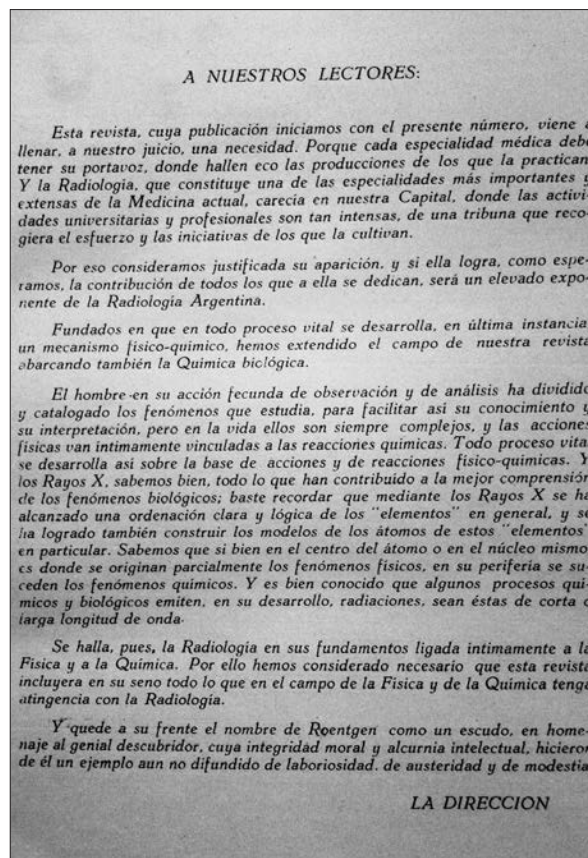 A NUESTROS LECTORES:
Esta revista, cuya publicación iniciamos con el presente número, viene a
llenar, a nuestro juicio, una necesidad. Porque cada especialidad médica debe
tener su portavoz, donde hallen eco las producciones de los que la practican.
Y la Radiología, que constituye una de las especialidades más importantes y
extensas de la Medicina actual, carecía en nuestra Capital, donde las activi-
dades universitarias y profesionales son tan intensas, de una tribuna que reco-
giera el esfuerzo y las iniciativas de los que la cultivan.
Por eso consideramos justificada su aparición, y si ella logra, como espe-
ramos, la contribución de todos los que a ella se dedican, será un elevado expo-
nente de la Radiología Argentina.
Fundados en que en todo proceso vital se desarrolla, en última instancia,
un mecanismo físico-químico, hemos extendido el campo de nuestra revista
abarcando también la Química biológica.
El hombre en su acción fecunda de observación y de análisis ha dividido
y catalogado los fenómenos que estudia, para facilitar así su conocimiento y
su interpretación, pero en la vida ellos son siempre complejos, y las acciones
físicas van íntimamente vinculadas a las reacciones químicas. Todo proceso vital
se desarrolla así sobre la base de acciones y de reacciones físico-químicas. Y
los Rayos X, sabemos bien, todo lo que han contribuido a la mejor comprensión
de los fenómenos biológicos; baste recordar que mediante los Rayos X se ha
alcanzado una ordenación clara y lógica de los "elementos" en general, y se
ha logrado también construir los modelos de los átomos de estos "elementos"
en particular. Sabemos que si bien en el centro del átomo o en el núcleo mismo,
es donde se originan parcialmente los fenómenos físicos, en su periferia se su-
ceden los fenómenos químicos. Y es bien conocido que algunos procesos quí-
micos y biológicos emiten, en su desarrollo, radiaciones, sean éstas de corta o
larga longitud de onda.
Se halla, pues, la Radiología en sus fundamentos ligada íntimamente a la
Física y a la Química. Por ello hemos considerado necesario que esta revista
incluyera en su seno todo lo que en el campo de la Física y de la Química tenga
atingencia con la Radiología.
Y quede a su frente el nombre de Roentgen como un escudo, en home-
naje al genial descubridor, cuya integridad moral y alcurnia intelectual, hicieron
de él un ejemplo aun no difundido de laboriosidad, de austeridad y de modestia.
LA DIRECCION